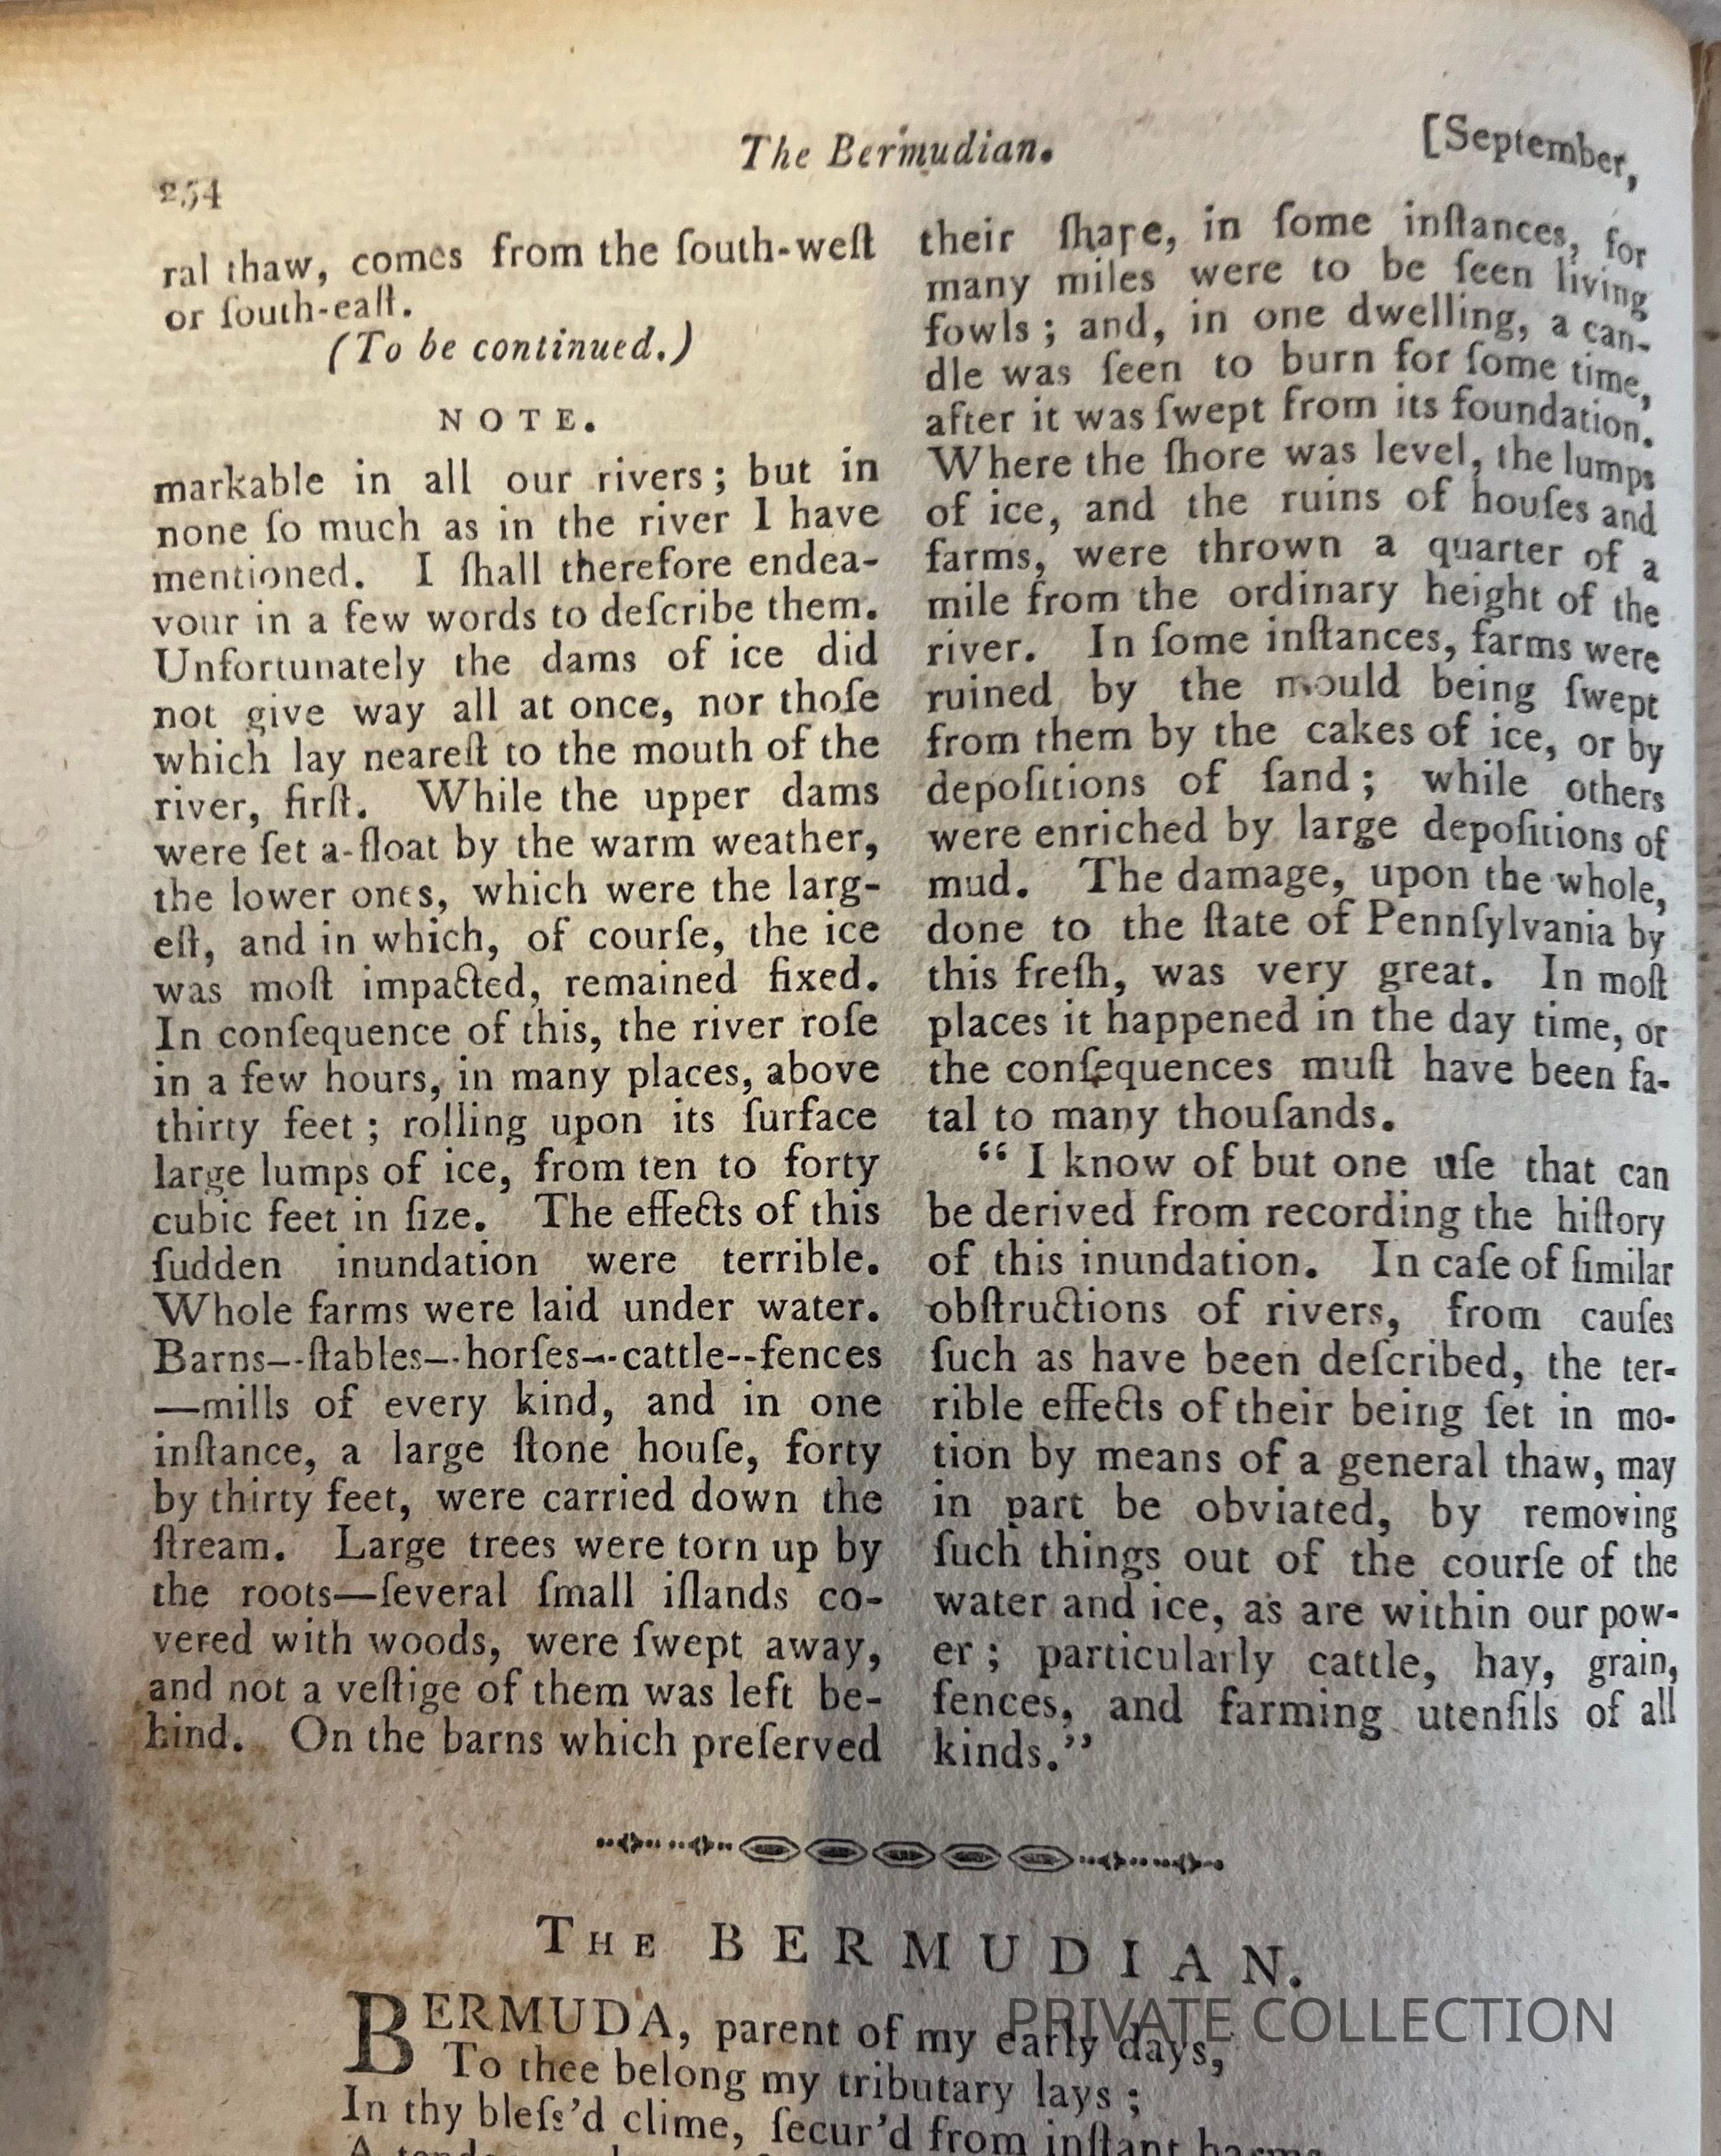 254
The Bermudian.
[September,
ral thaw, comes from the ſouth-weſt
or ſouth-eaſt.
(To be continued.)
NOTE.
markable in all our rivers; but in
none ſo much as in the river I have
mentioned. I ſhall therefore endea-
vour in a few words to deſcribe them.
Unfortunately the dams of ice did
not give way all at once, nor thoſe
which lay neareſt to the mouth of the
river, firſt. While the upper dams
were ſet a-float by the warm weather,
the lower ones, which were the larg-
eſt, and in which, of courſe, the ice
was moſt impacted, remained fixed.
In conſequence of this, the river roſe
in a few hours, in many places, above
thirty feet; rolling upon its ſurface
large lumps of ice, from ten to forty
cubic feet in ſize. The effects of this
ſudden inundation were terrible.
Whole farms were laid under water.
Barns—-ſtables—-horſes—-cattle--fences
—mills of every kind, and in one
inſtance, a large ſtone houſe, forty
by thirty feet, were carried down the
ſtream. Large trees were torn up by
the roots—ſeveral ſmall iſlands co-
vered with woods, were ſwept away,
and not a veſtige of them was left be-
hind. On the barns which preſerved
their ſhape, in ſome inſtances, for
many miles were to be ſeen living
fowls; and, in one dwelling, a can-
dle was ſeen to burn for ſome time,
after it was ſwept from its foundation.
Where the ſhore was level, the lumps
of ice, and the ruins of houſes and
farms, were thrown a quarter of a
mile from the ordinary height of the
river. In ſome inſtances, farms were
ruined by the mould being ſwept
from them by the cakes of ice, or by
depoſitions of ſand; while others
were enriched by large depoſitions of
mud. The damage, upon the whole,
done to the ſtate of Pennſylvania by
this freſh, was very great. In moſt
places it happened in the day time, or
the conſequences muſt have been fa-
tal to many thouſands.
“ I know of but one uſe that can
be derived from recording the hiſtory
of this inundation. In caſe of ſimilar
obſtructions of rivers, from cauſes
ſuch as have been deſcribed, the ter-
rible effects of their being ſet in mo-
tion by means of a general thaw, may
in part be obviated, by removing
ſuch things out of the courſe of the
water and ice, as are within our pow-
er; particularly cattle, hay, grain,
fences, and farming utenſils of all
kinds.”
THE BERMUDIAN.
BERMUDA, parent of my early days,
To thee belong my tributary lays;
In thy bleſs’d clime, ſecur’d from inſtant harms
PRIVATE COLLECTION